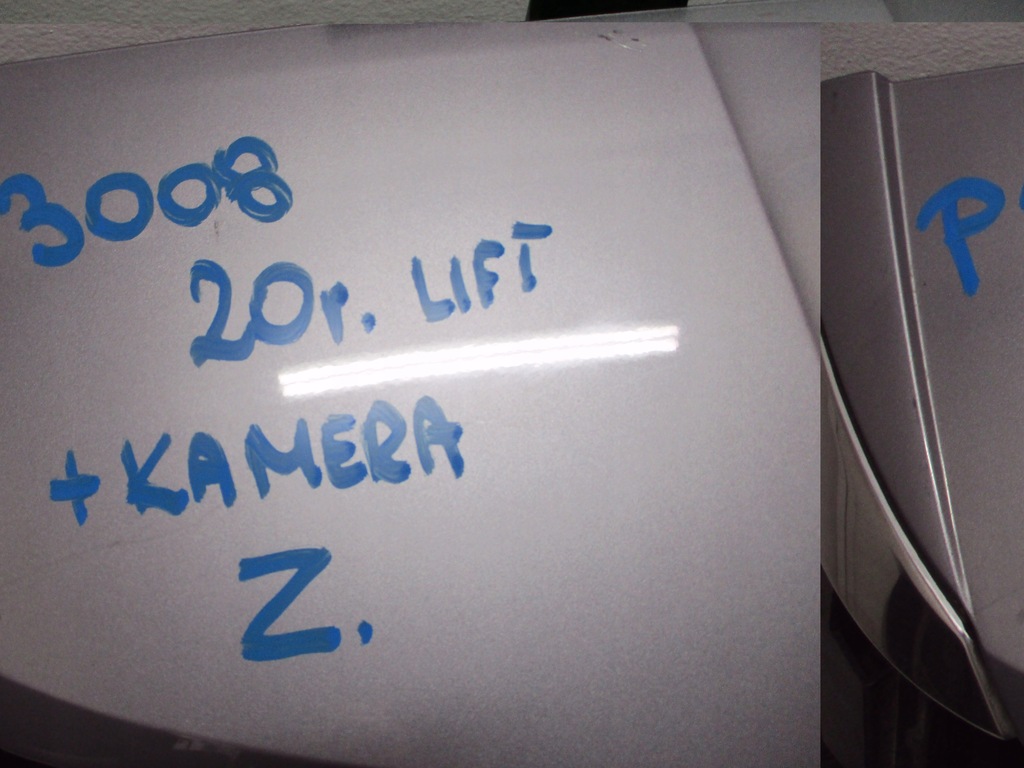 3008
20r. LIFT
+ KAMERA
Z.
P